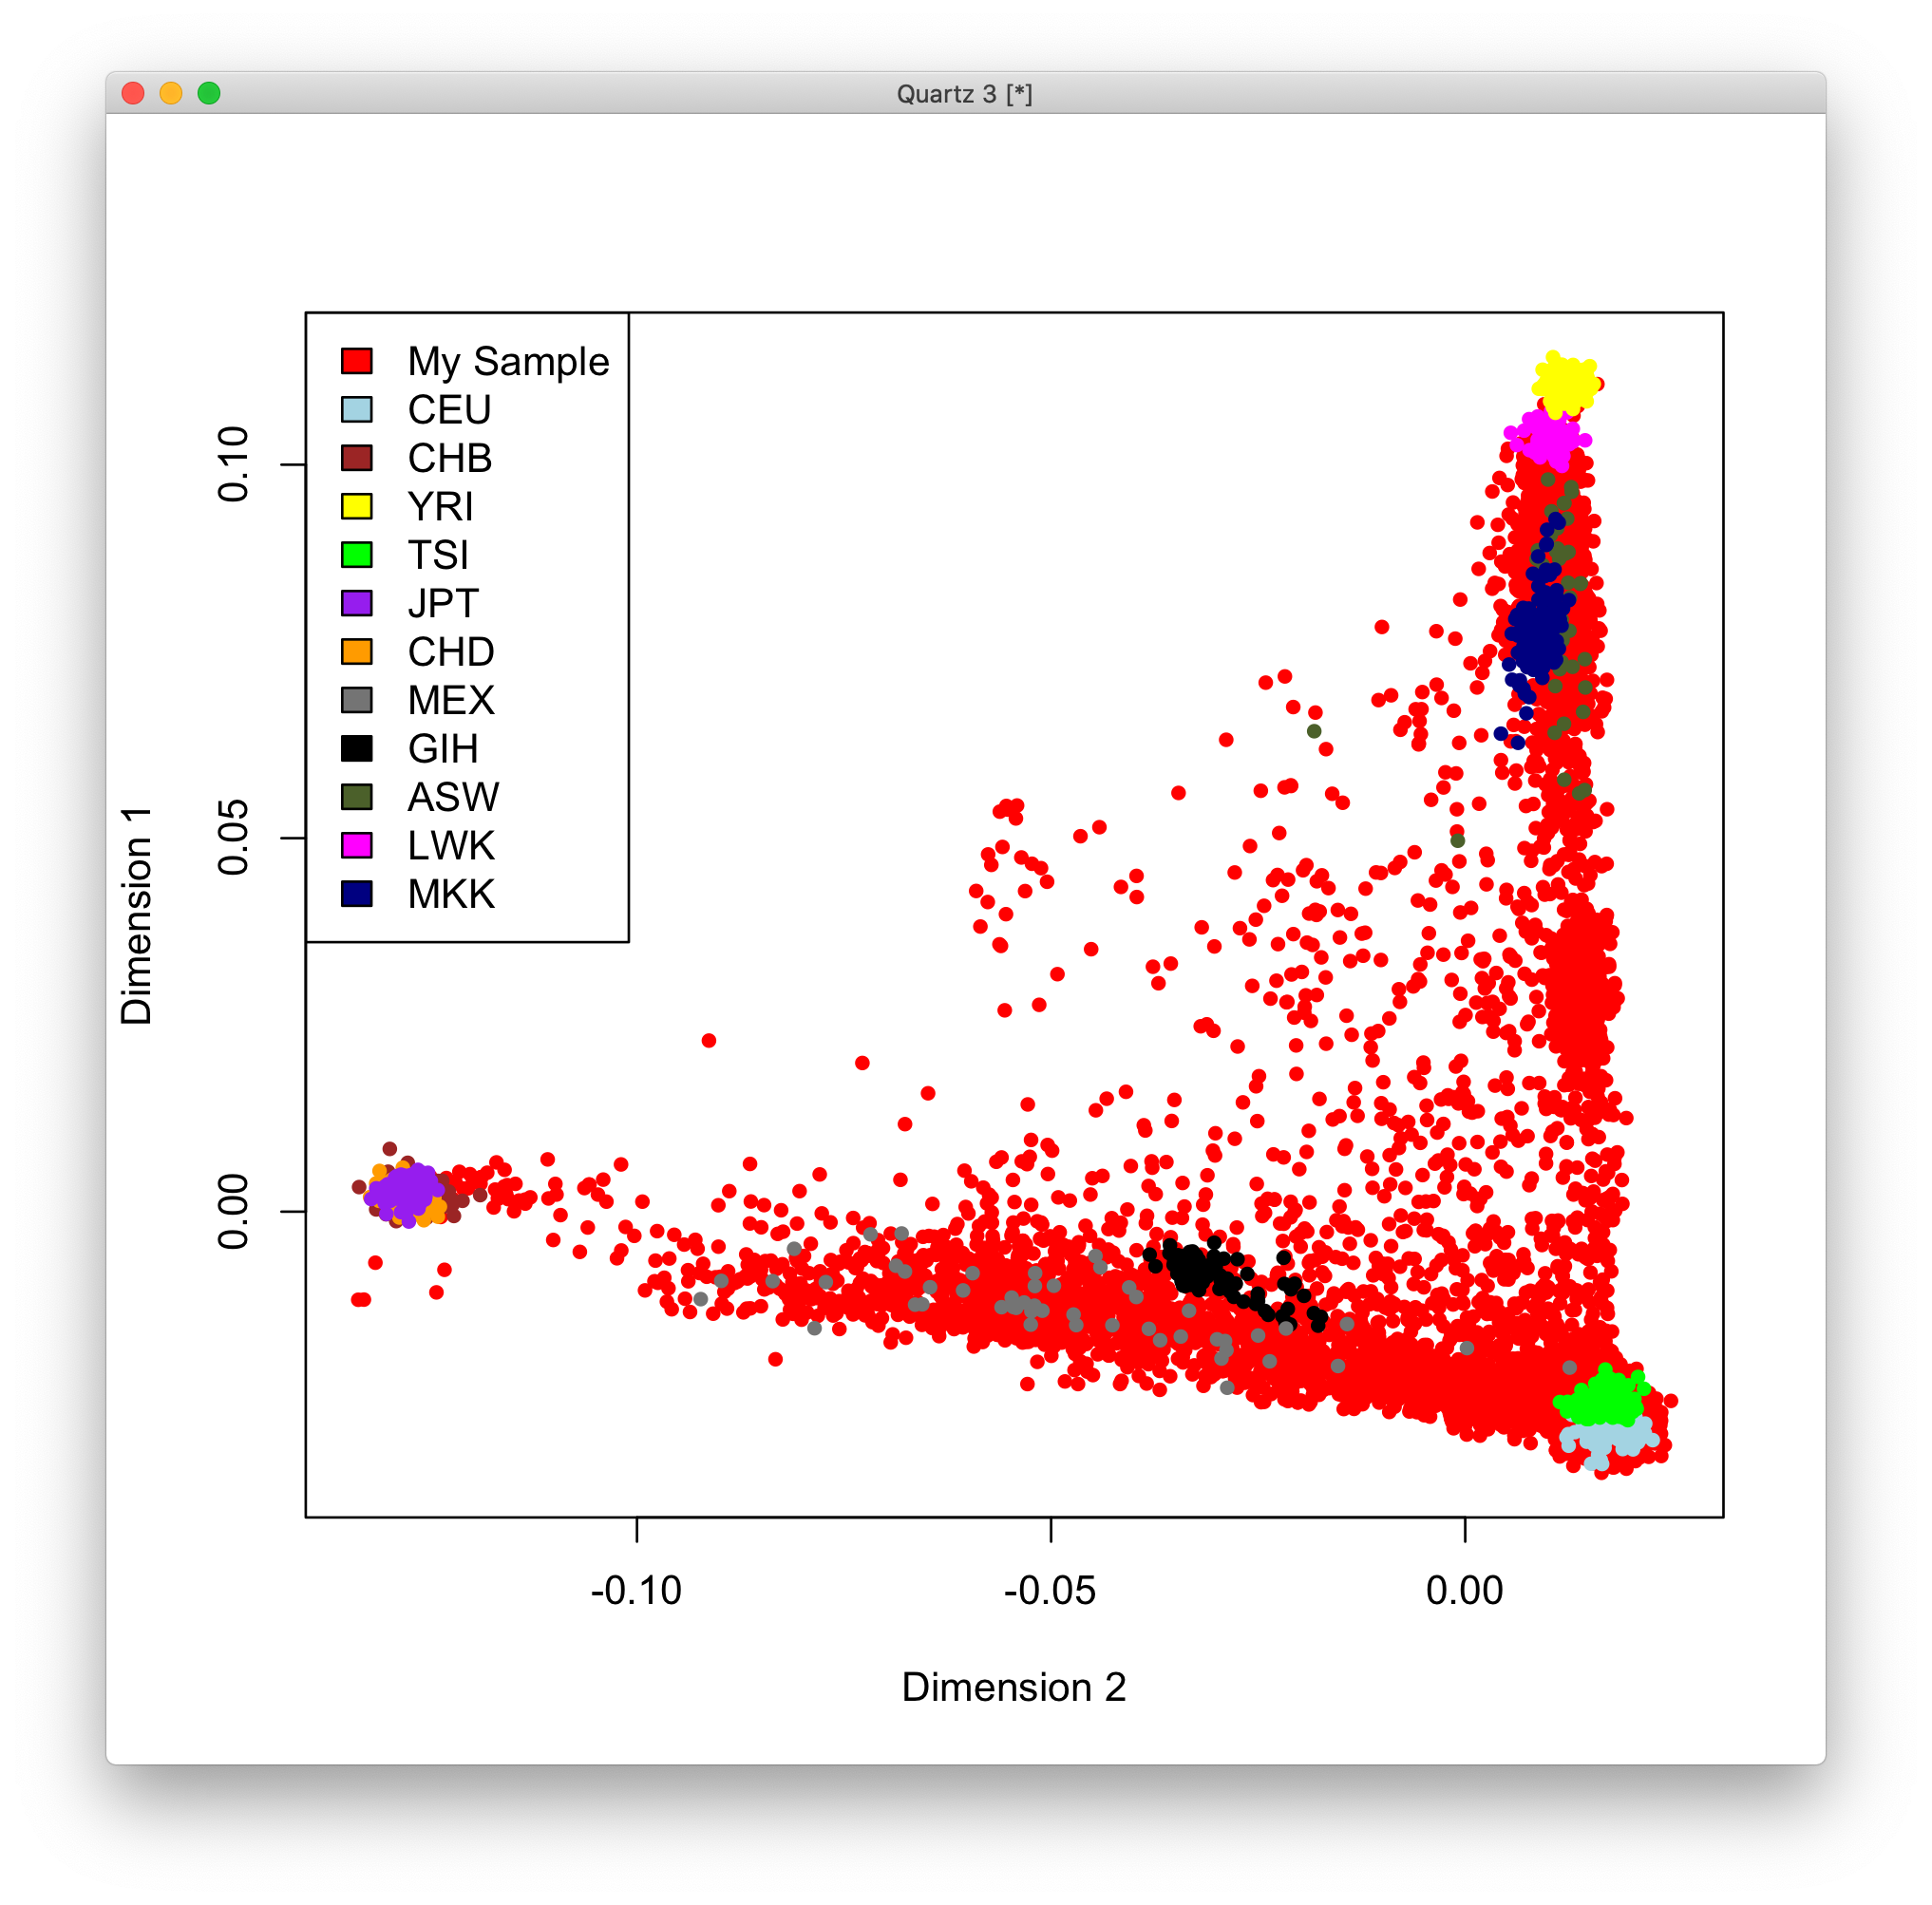 Quartz 3 [*]
My Sample
CEU
CHB
YRI
TSI
JPT
CHD
MEX
GIH
ASW
LWK
MKK
Dimension 1
0.10
0.05
0.00
-0.10
-0.05
0.00
Dimension 2